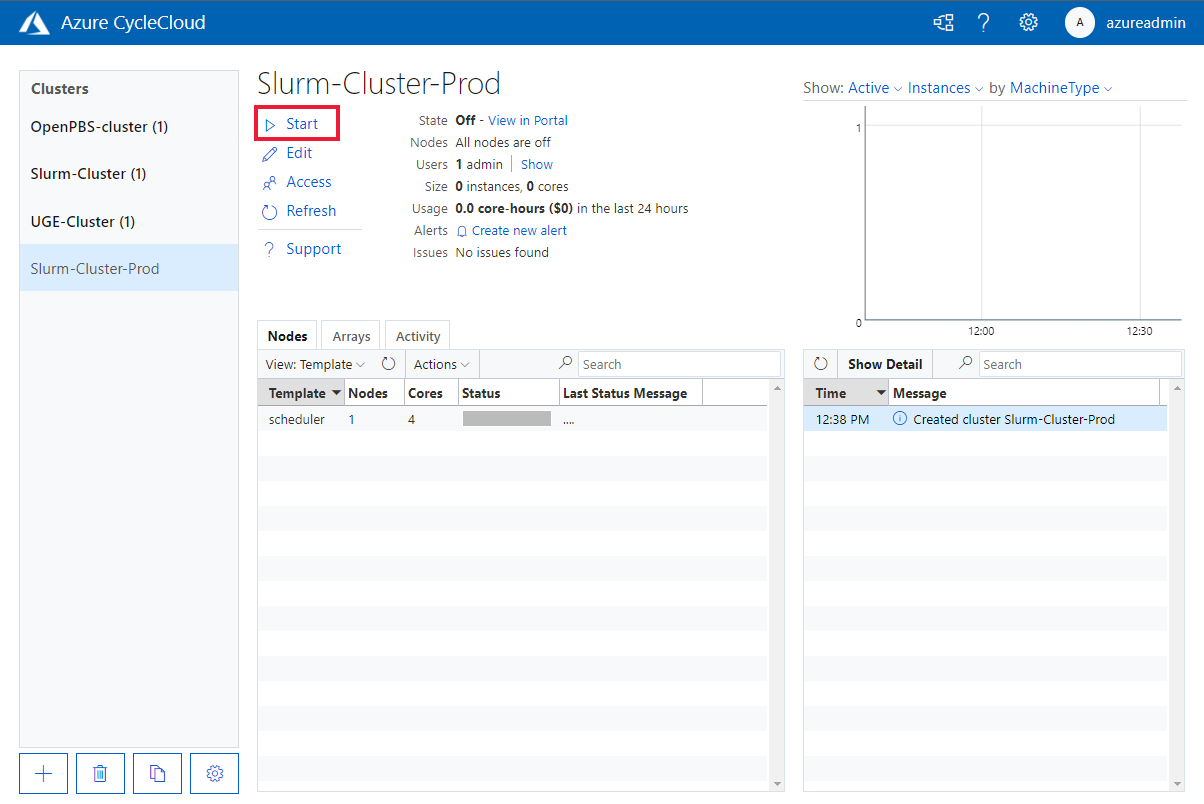 Azure CycleCloud
A azureadmin
Clusters
OpenPBS-cluster (1)
Slurm-Cluster (1)
UGE-Cluster (1)
Slurm-Cluster-Prod
Slurm-Cluster-Prod
Start
Edit
Access
Refresh
? Support
State Off - View in Portal
Nodes All nodes are off
Users 1 admin | Show
Size 0 instances, 0 cores
Usage 0.0 core-hours ($0) in the last 24 hours
Alerts Create new alert
Issues No issues found
Show: Active Instances by MachineType
1
0
12:00 12:30
Nodes Arrays Activity
View: Template Actions Search
Template Nodes Cores Status Last Status Message
scheduler 1 4 ....
Show Detail Search
Time Message
12:38 PM Created cluster Slurm-Cluster-Prod